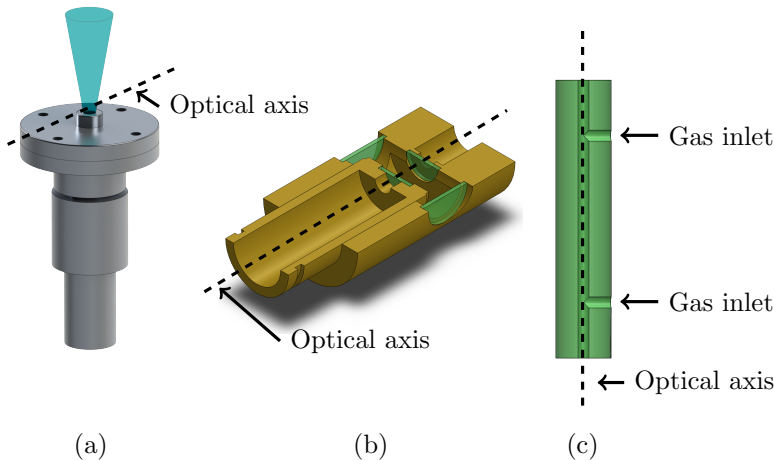 Optical axis
Optical axis
Gas inlet
Gas inlet
Optical axis
(a)
(b)
(c)